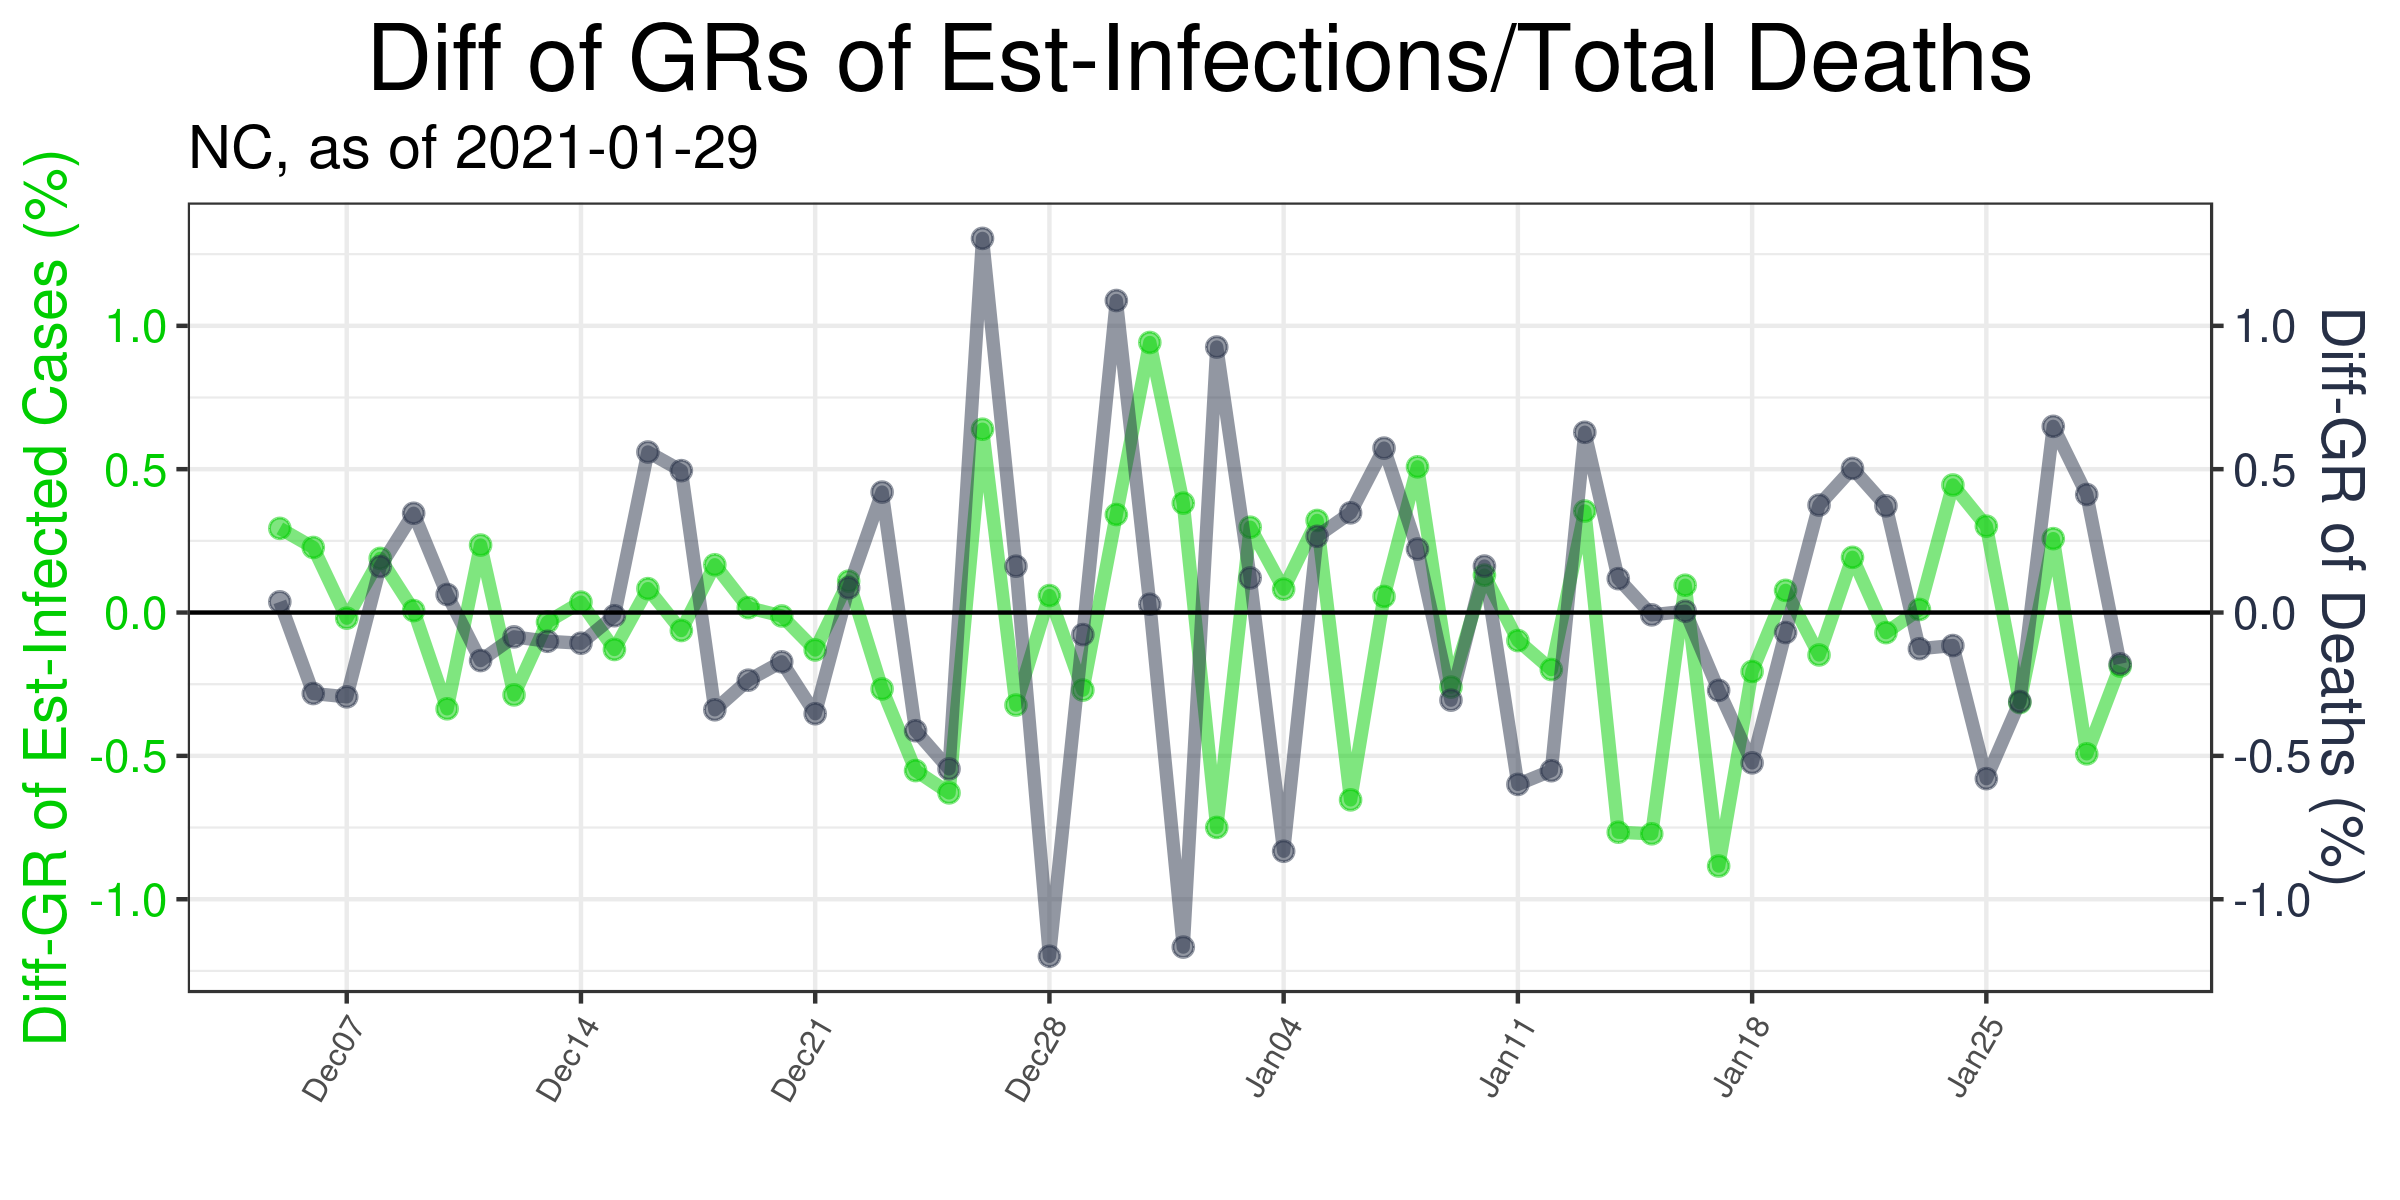 Diff of GRs of Est-Infections/Total Deaths
NC, as of 2021-01-29
Diff-GR of Est-Infected Cases (%)
1.0
0.5
0.0
-0.5
-1.0
1.0
0.5
0.0
-0.5
-1.0
Diff-GR of Deaths (%)
Dec07 Dec14 Dec21 Dec28 Jan04 Jan11 Jan18 Jan25